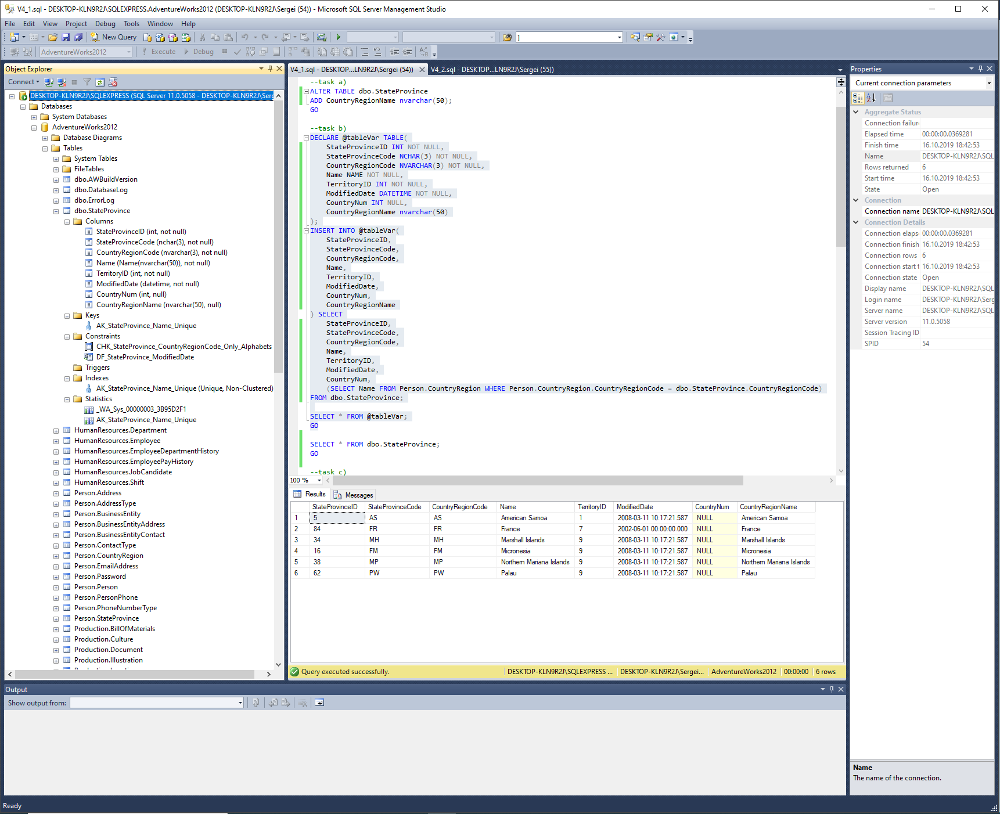 V4_1.sql - DESKTOP-KLN9R2J\SQLEXPRESS.AdventureWorks2012 (DESKTOP-KLN9R2J\Sergei (54)) - Microsoft SQL Server Management Studio
File Edit View Project Debug Tools Window Help
New Query
]
AdventureWorks2012
Execute
Debug
Object Explorer
Connect
DESKTOP-KLN9R2J\SQLEXPRESS (SQL Server 11.0.5058 - DESKTOP-KLN9R2J\Serg
Databases
System Databases
AdventureWorks2012
Database Diagrams
Tables
System Tables
FileTables
dbo.AWBuildVersion
dbo.DatabaseLog
dbo.ErrorLog
dbo.StateProvince
Columns
StateProvinceID (int, not null)
StateProvinceCode (nchar(3), not null)
CountryRegionCode (nvarchar(3), not null)
Name (Name(nvarchar(50)), not null)
TerritoryID (int, not null)
ModifiedDate (datetime, not null)
CountryNum (int, null)
CountryRegionName (nvarchar(50), null)
Keys
AK_StateProvince_Name_Unique
Constraints
CHK_StateProvince_CountryRegionCode_Only_Alphabets
DF_StateProvince_ModifiedDate
Triggers
Indexes
AK_StateProvince_Name_Unique (Unique, Non-Clustered)
Statistics
_WA_Sys_00000003_3B95D2F1
AK_StateProvince_Name_Unique
HumanResources.Department
HumanResources.Employee
HumanResources.EmployeeDepartmentHistory
HumanResources.EmployeePayHistory
HumanResources.JobCandidate
HumanResources.Shift
Person.Address
Person.AddressType
Person.BusinessEntity
Person.BusinessEntityAddress
Person.BusinessEntityContact
Person.ContactType
Person.CountryRegion
Person.EmailAddress
Person.Password
Person.Person
Person.PersonPhone
Person.PhoneNumberType
Person.StateProvince
Production.BillOfMaterials
Production.Culture
Production.Document
Production.Illustration
V4_1.sql - DESKTOP...LN9R2J\Sergei (54)) V4_2.sql - DESKTOP...LN9R2J\Sergei (55))
--task a)
ALTER TABLE dbo.StateProvince
ADD CountryRegionName nvarchar(50);
GO
--task b)
DECLARE @tableVar TABLE(
StateProvinceID INT NOT NULL,
StateProvinceCode NCHAR(3) NOT NULL,
CountryRegionCode NVARCHAR(3) NOT NULL,
Name NAME NOT NULL,
TerritoryID INT NOT NULL,
ModifiedDate DATETIME NOT NULL,
CountryNum INT NULL,
CountryRegionName nvarchar(50)
);
INSERT INTO @tableVar(
StateProvinceID,
StateProvinceCode,
CountryRegionCode,
Name,
TerritoryID,
ModifiedDate,
CountryNum,
CountryRegionName
) SELECT
StateProvinceID,
StateProvinceCode,
CountryRegionCode,
Name,
TerritoryID,
ModifiedDate,
CountryNum,
(SELECT Name FROM Person.CountryRegion WHERE Person.CountryRegion.CountryRegionCode = dbo.StateProvince.CountryRegionCode)
FROM dbo.StateProvince;
SELECT * FROM @tableVar;
GO
SELECT * FROM dbo.StateProvince;
GO
--task c)
100 %
Results Messages
StateProvinceID StateProvinceCode CountryRegionCode Name TerritoryID ModifiedDate CountryNum CountryRegionName
1 5 AS AS American Samoa 1 2008-03-11 10:17:21.587 NULL American Samoa
2 84 FR FR France 7 2002-06-01 00:00:00.000 NULL France
3 34 MH MH Marshall Islands 9 2008-03-11 10:17:21.587 NULL Marshall Islands
4 16 FM FM Micronesia 9 2008-03-11 10:17:21.587 NULL Micronesia
5 38 MP MP Northern Mariana Islands 9 2008-03-11 10:17:21.587 NULL Northern Mariana Islands
6 62 PW PW Palau 9 2008-03-11 10:17:21.587 NULL Palau
Query executed successfully. DESKTOP-KLN9R2J\SQLEXPRESS ... DESKTOP-KLN9R2J\Sergei... AdventureWorks2012 00:00:00 6 rows
Properties
Current connection parameters
Aggregate Status
Connection failure
Elapsed time 00:00:00.0369281
Finish time 16.10.2019 18:42:53
Name DESKTOP-KLN9R2J\SQL
Rows returned 6
Start time 16.10.2019 18:42:53
State Open
Connection
Connection name DESKTOP-KLN9R2J\SQL
Connection Details
Connection elaps 00:00:00.0369281
Connection finish 16.10.2019 18:42:53
Connection rows 6
Connection start t 16.10.2019 18:42:53
Connection state Open
Display name DESKTOP-KLN9R2J\SQL
Login name DESKTOP-KLN9R2J\Serg
Server name DESKTOP-KLN9R2J\SQL
Server version 11.0.5058
Session Tracing ID
SPID 54
Name
The name of the connection.
Output
Show output from:
Ready